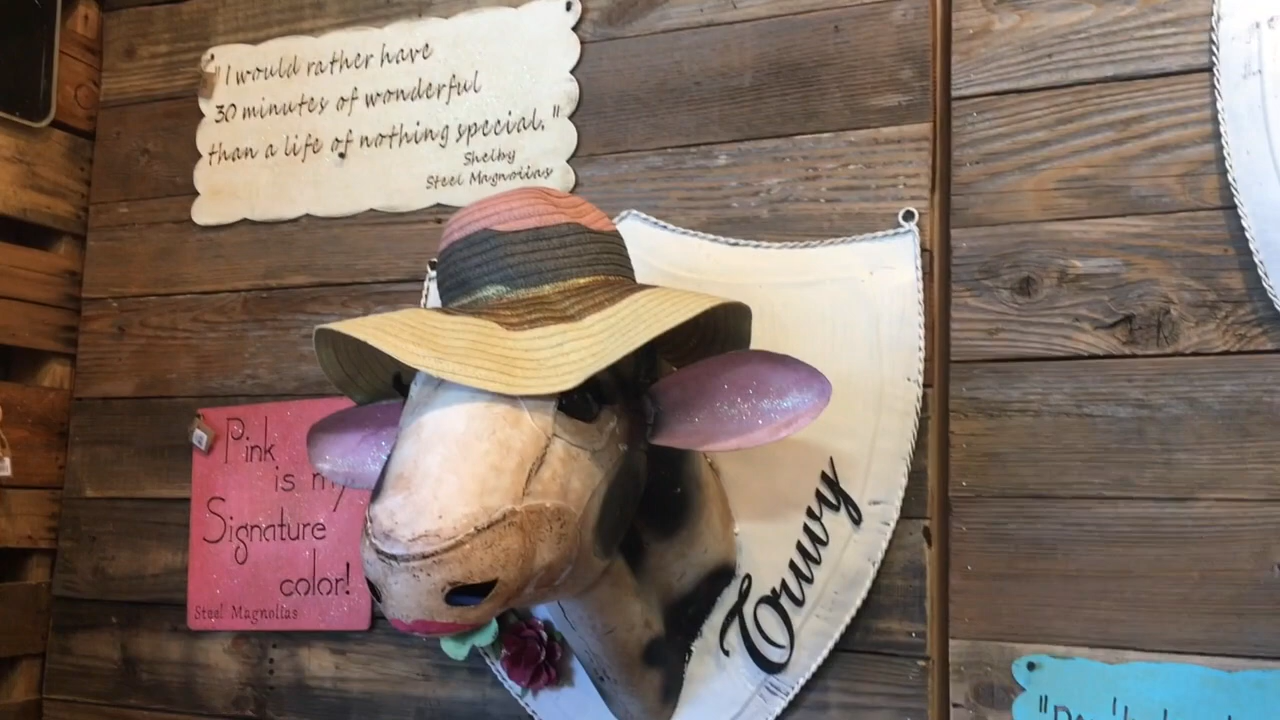 "I would rather have
30 minutes of wonderful
than a life of nothing special."
Shelby
Steel Magnolias
Pink
is my
Signature
color!
Steel Magnolias
Truvy